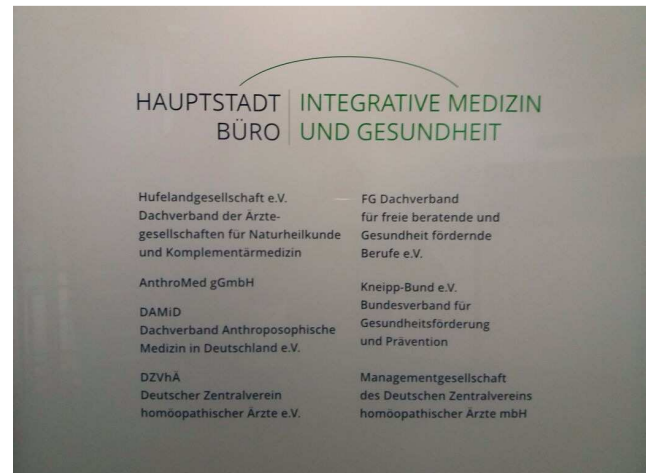 HAUPTSTADT
BÜRO
INTEGRATIVE MEDIZIN
UND GESUNDHEIT
Hufelandgesellschaft e.V.
Dachverband der Ärzte-
gesellschaften für Naturheilkunde
und Komplementärmedizin
AnthroMed gGmbH
DAMiD
Dachverband Anthroposophische
Medizin in Deutschland e.V.
DZVhÄ
Deutscher Zentralverein
homöopathischer Ärzte e.V.
FG Dachverband
für freie beratende und
Gesundheit fördernde
Berufe e.V.
Kneipp-Bund e.V.
Bundesverband für
Gesundheitsförderung
und Prävention
Managementgesellschaft
des Deutschen Zentralvereins
homöopathischer Ärzte mbH